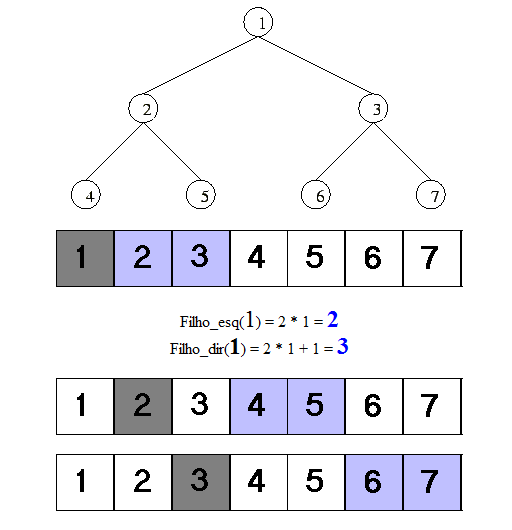 1
2 3
4 5 6 7
1 2 3 4 5 6 7
Filho_esq(1) = 2 * 1 = 2
Filho_dir(1) = 2 * 1 + 1 = 3
1 2 3 4 5 6 7
1 2 3 4 5 6 7